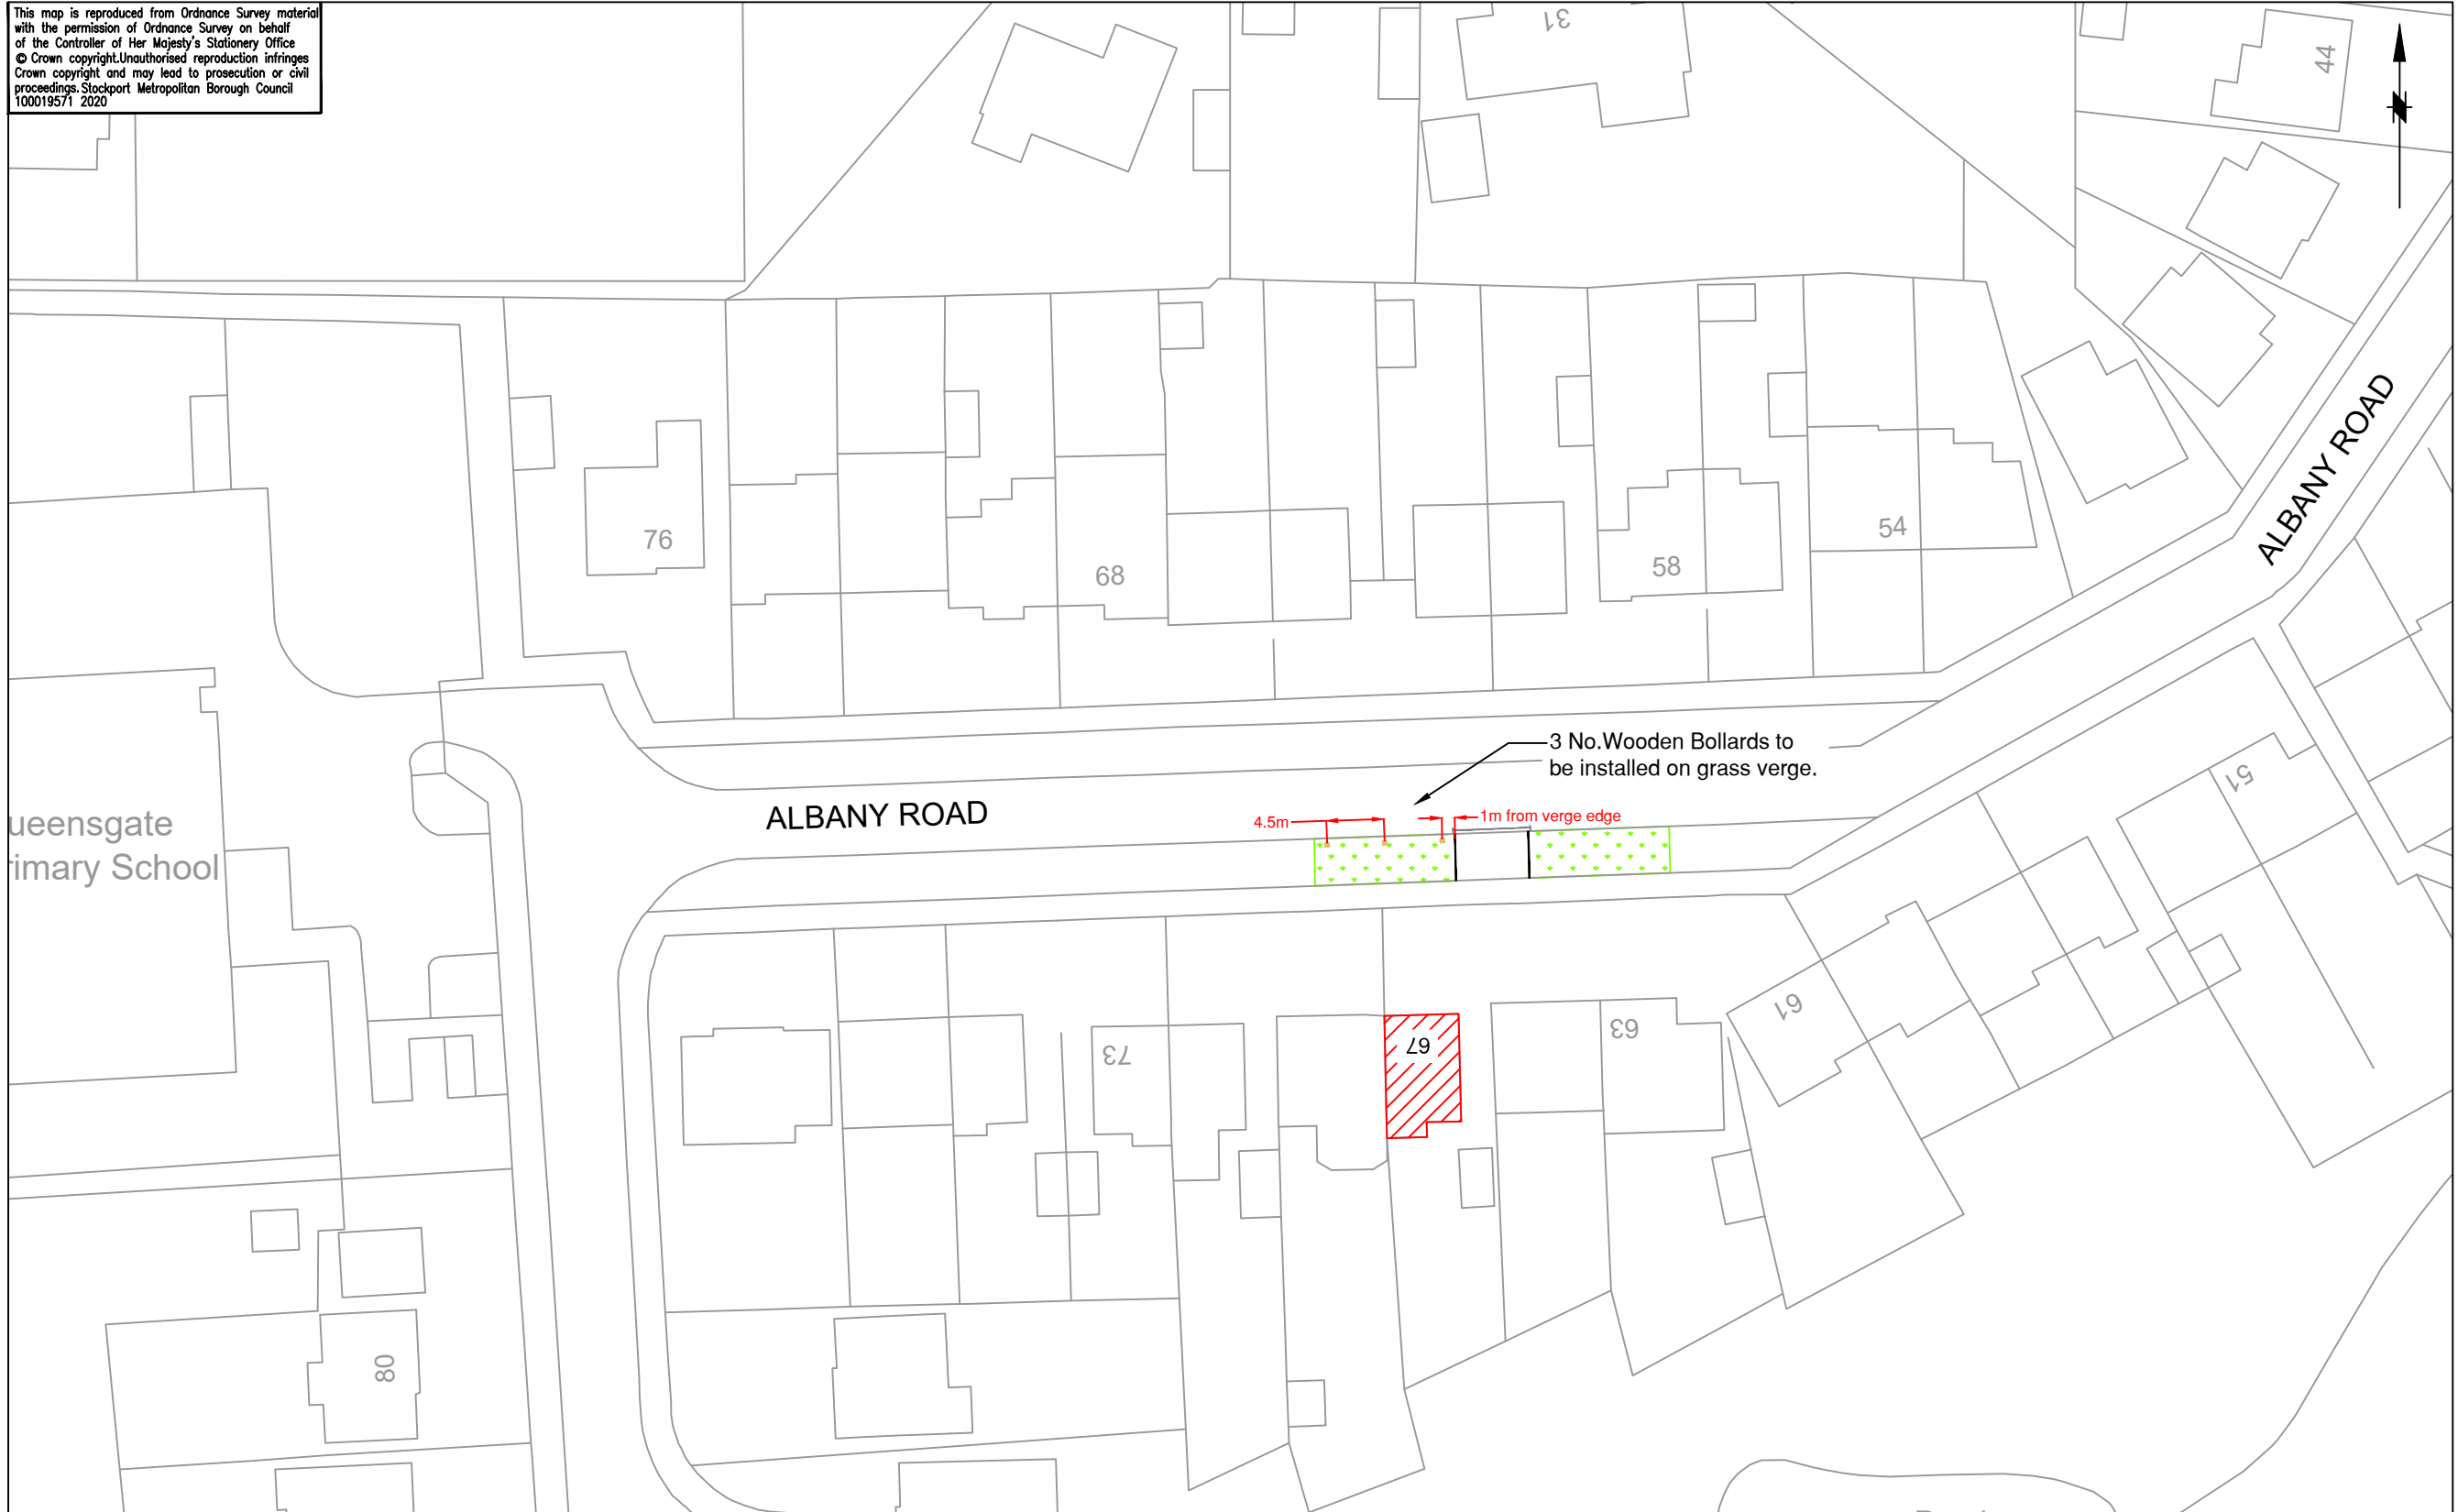 This map is reproduced from Ordnance Survey material
with the permission of Ordnance Survey on behalf
of the Controller of Her Majesty's Stationery Office
© Crown copyright.Unauthorised reproduction infringes
Crown copyright and may lead to prosecution or civil
proceedings. Stockport Metropolitan Borough Council
100019571 2020
31
44
ALBANY ROAD
76
68
58
54
3 No.Wooden Bollards to
be installed on grass verge.
51
ALBANY ROAD
4.5m
1m from verge edge
ueensgate
rimary School
73
67
63
61
80